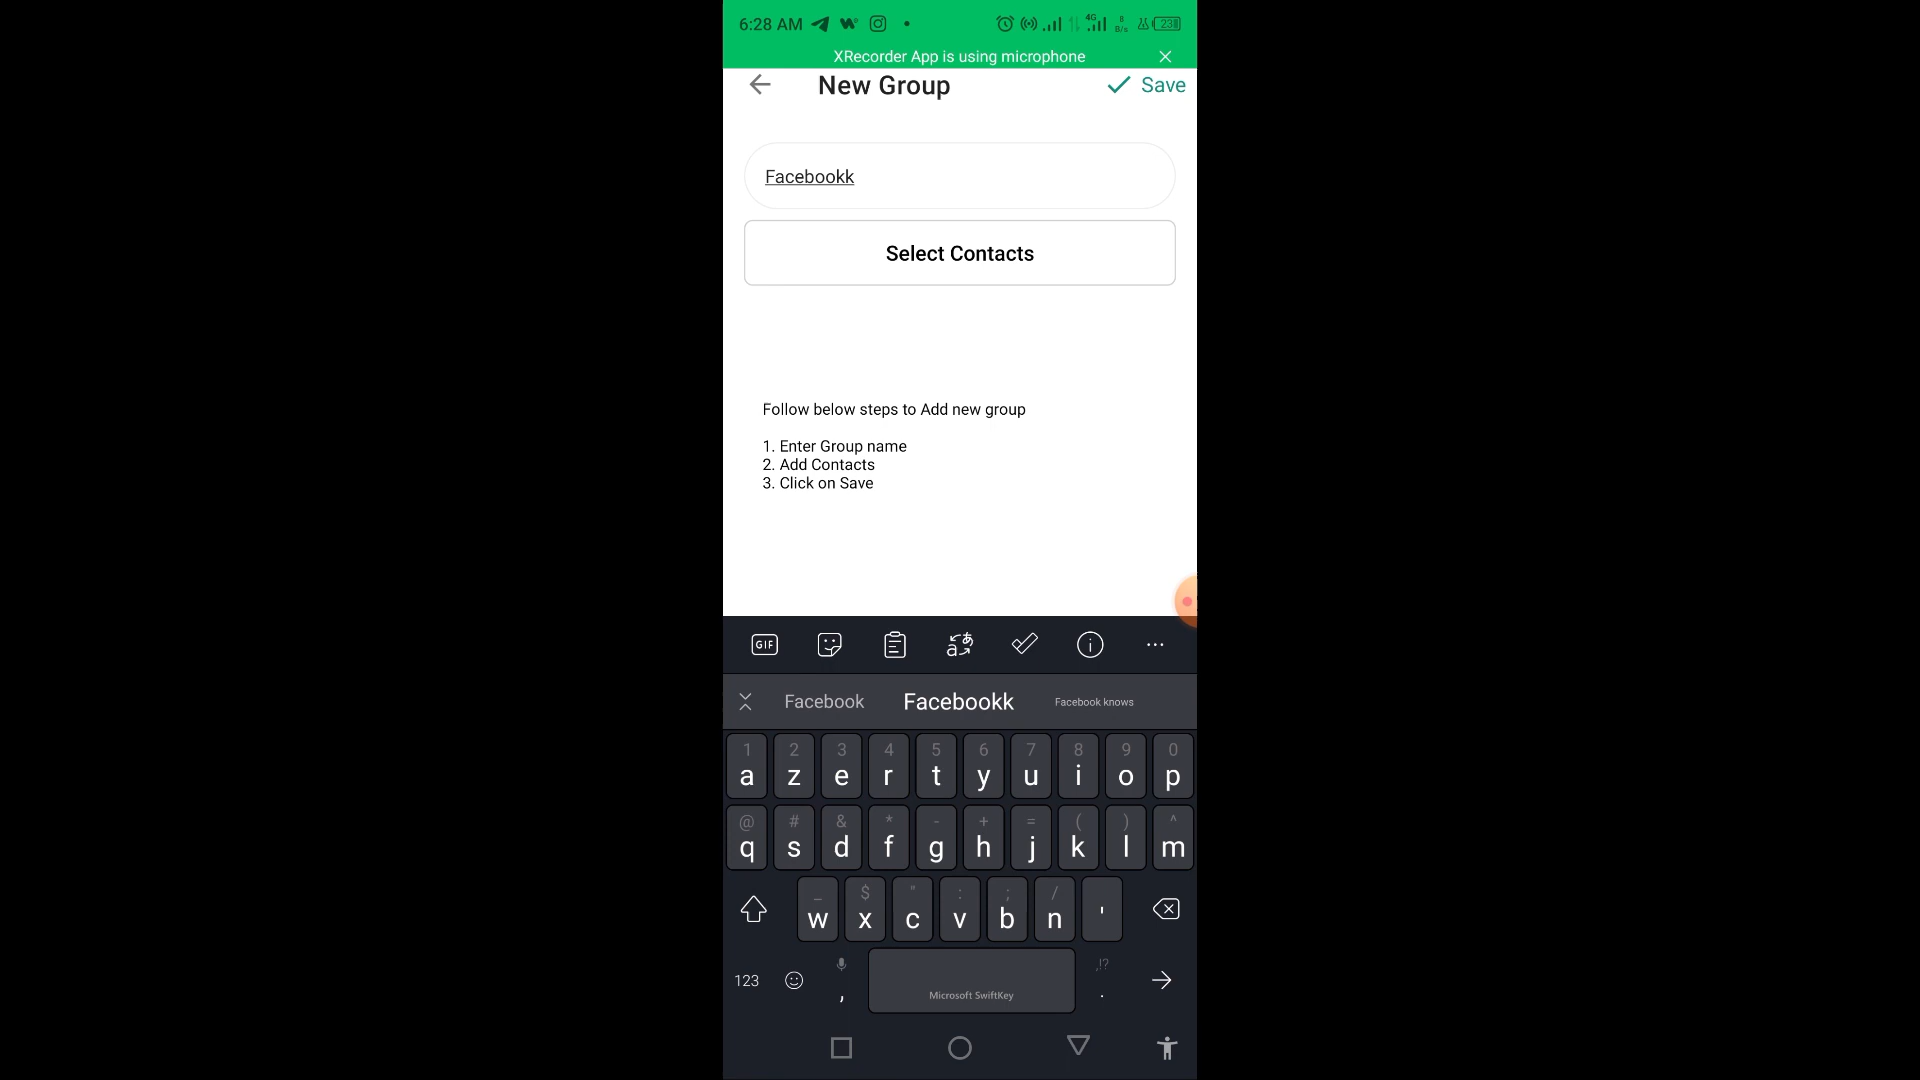 6:28 AM 4G B B/s 23
XRecorder App is using microphone
New Group Save
Facebookk
Select Contacts
Follow below steps to Add new group
1. Enter Group name
2. Add Contacts
3. Click on Save
GIF
Facebook Facebookk Facebook knows
1 2 3 4 5 6 7 8 9 0
a z e r t y u i o p
@ # & * - + = ( ) ^
q s d f g h j k l m
_ $ " : ; /
w x c v b n '
123 , ,!? .
Microsoft SwiftKey